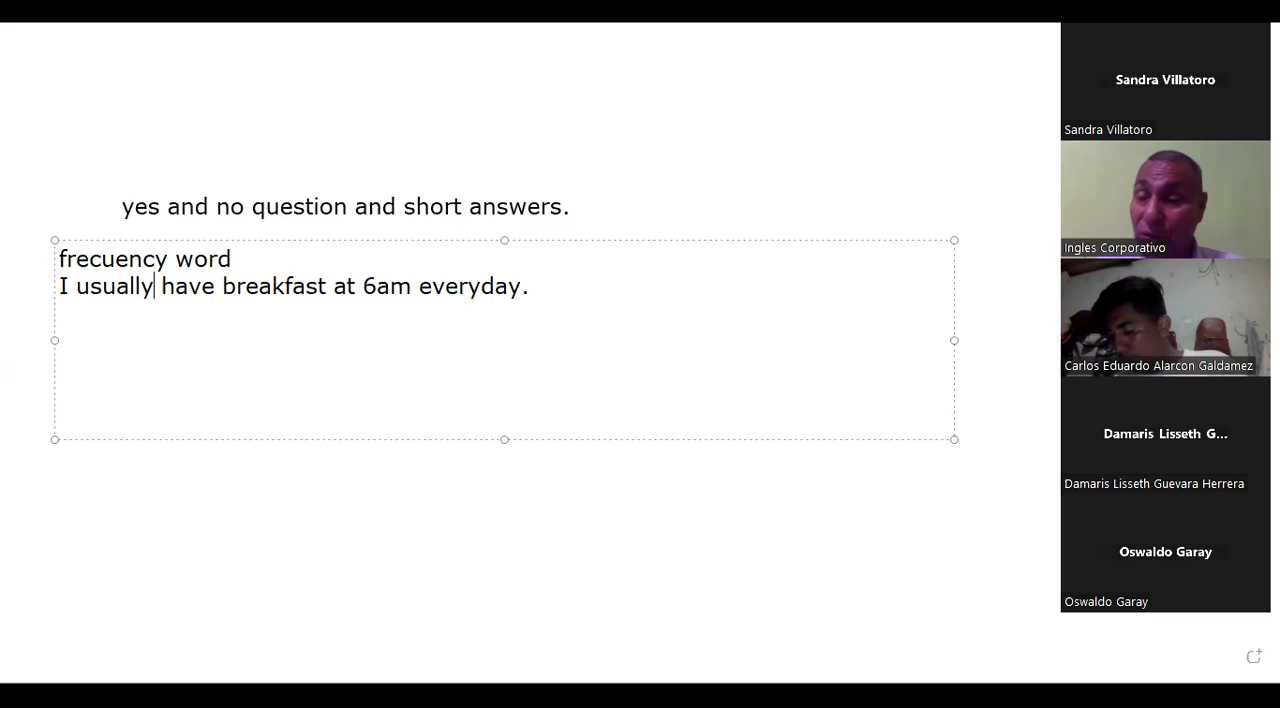 yes and no question and short answers.
frecuency word
I usually have breakfast at 6am everyday.
Sandra Villatoro
Sandra Villatoro
Ingles Corporativo
Carlos Eduardo Alarcon Galdamez
Damaris Lisseth G...
Damaris Lisseth Guevara Herrera
Oswaldo Garay
Oswaldo Garay